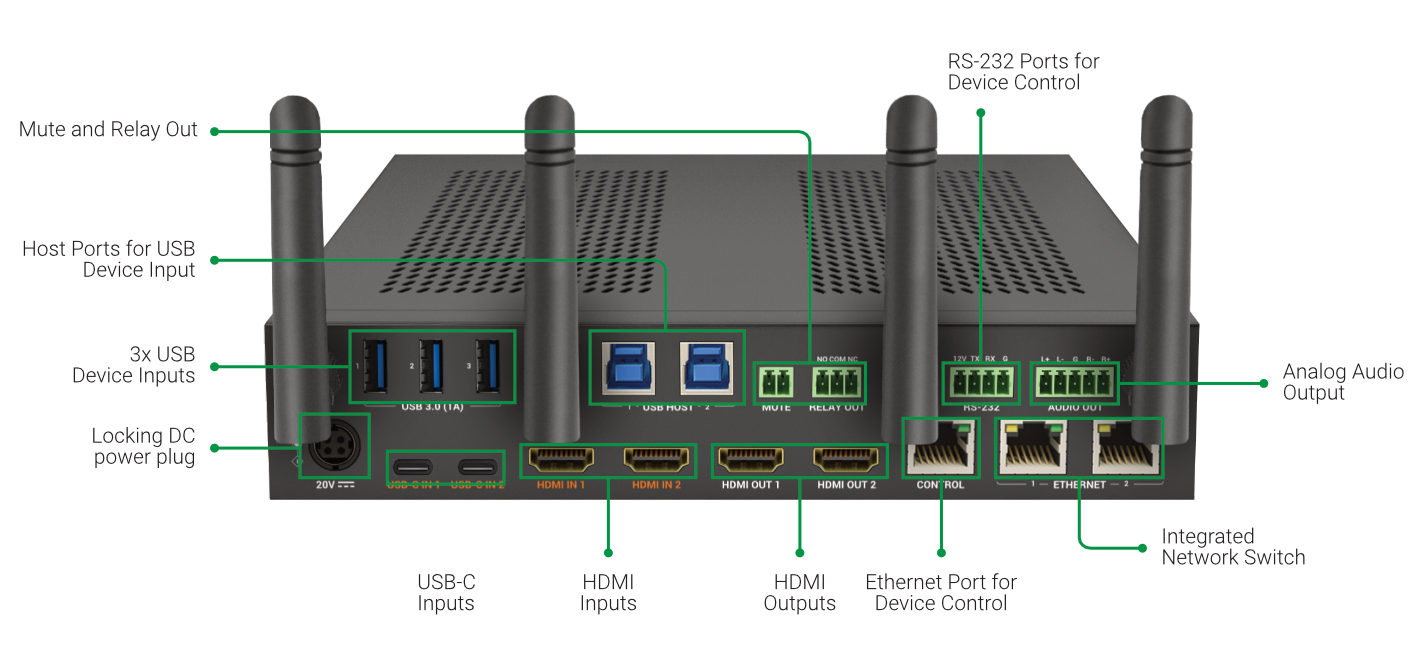 RS-232 Ports for
Device Control
Mute and Relay Out
Host Ports for USB
Device Input
3x USB
Device Inputs
Locking DC
power plug
1 2 3
USB 3.0 (1A)
1 USB HOST 2
NO COM NC
MUTE
RELAY OUT
12V TX RX G
RS-232
L+ L- G R- R+
AUDIO OUT
Analog Audio
Output
20V
USB-C IN 1
USB-C IN 2
HDMI IN 1
HDMI IN 2
HDMI OUT 1
HDMI OUT 2
CONTROL
1 ETHERNET 2
Integrated
Network Switch
USB-C
Inputs
HDMI
Inputs
HDMI
Outputs
Ethernet Port for
Device Control